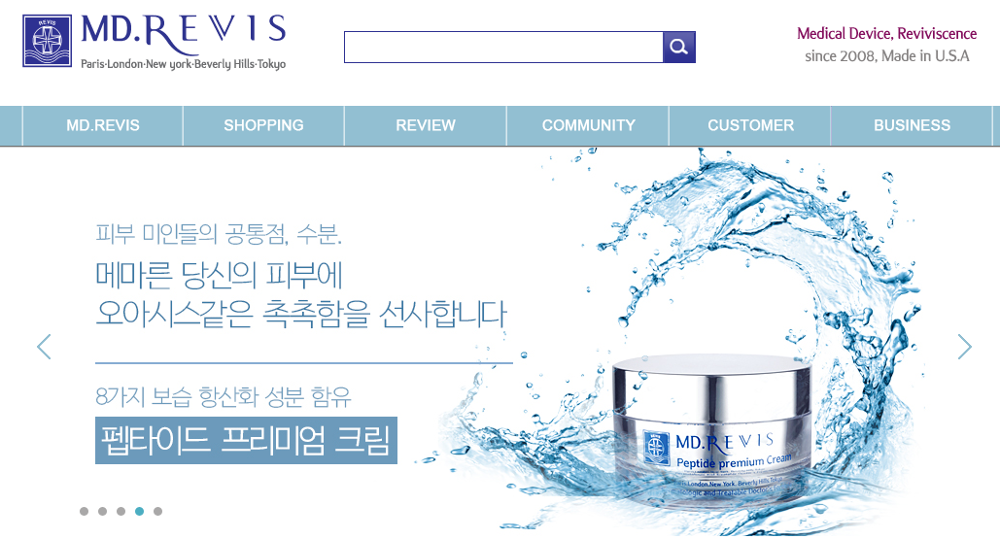 REVIS
MD.REVIS
Paris·London·New york·Beverly Hills·Tokyo
Medical Device, Reviviscence
since 2008, Made in U.S.A
MD.REVIS
SHOPPING
REVIEW
COMMUNITY
CUSTOMER
BUSINESS
피부 미인들의 공통점, 수분.
메마른 당신의 피부에
오아시스같은 촉촉함을 선사합니다
8가지 보습 항산화 성분 함유
펩타이드 프리미엄 크림
MD.REVIS
Peptide premium Cream
Paris London New York. Beverly Hills Tokyo